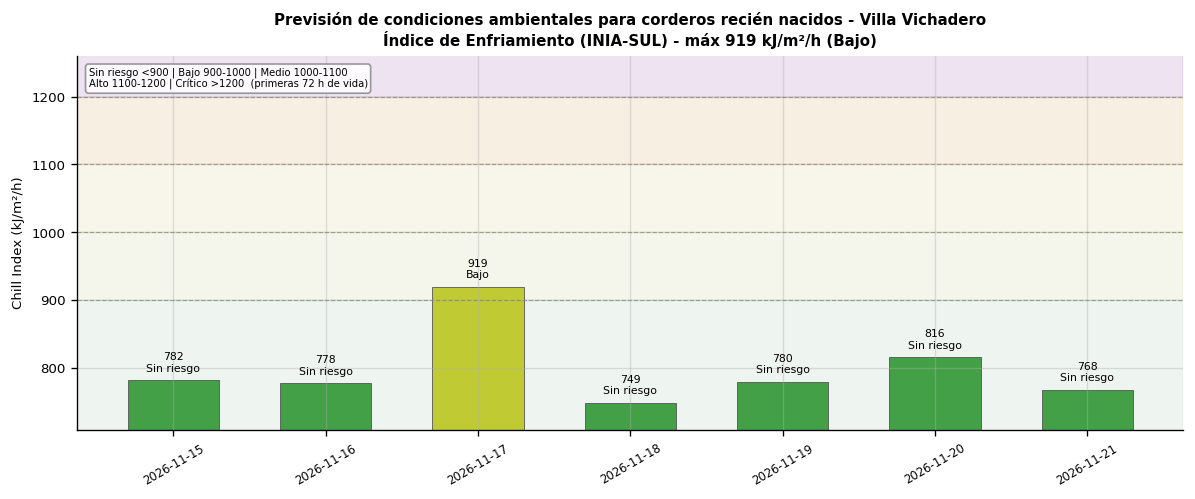 Previsión de condiciones ambientales para corderos recién nacidos - Villa Vichadero
Índice de Enfriamiento (INIA-SUL) - máx 919 kJ/m²/h (Bajo)
Sin riesgo <900 | Bajo 900-1000 | Medio 1000-1100
Alto 1100-1200 | Crítico >1200  (primeras 72 h de vida)
Chill Index (kJ/m²/h)
1200
1100
1000
900
800
782
Sin riesgo
778
Sin riesgo
919
Bajo
749
Sin riesgo
780
Sin riesgo
816
Sin riesgo
768
Sin riesgo
2026-11-15
2026-11-16
2026-11-17
2026-11-18
2026-11-19
2026-11-20
2026-11-21